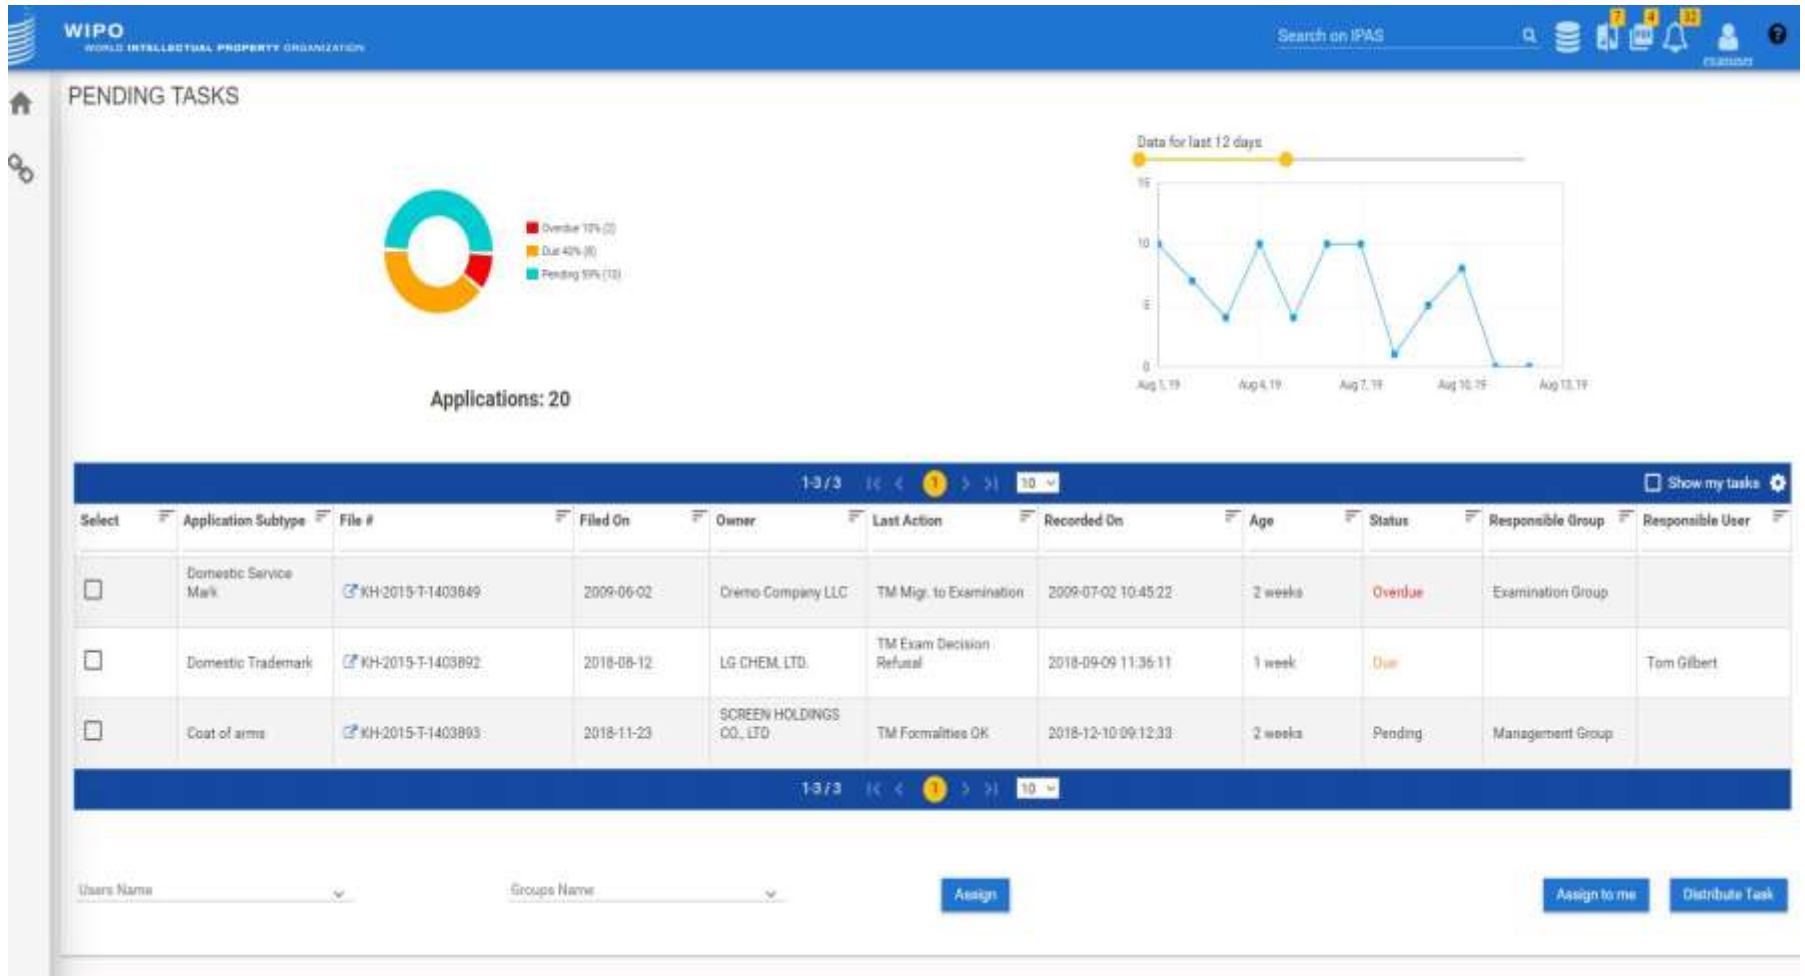 WIPO
WORLD INTELLECTUAL PROPERTY ORGANIZATION
Search on IPAS
7
4
33
PENDING TASKS
Data for last 12 days
Overdue 10% (2)
Due 40% (8)
Applications: 20
15
10
5
0
Aug 1, 19
Aug 4, 19
Aug 7, 19
Aug 10, 19
Aug 13, 19
1-3 / 3 |< < 1 > >| 10
Show my tasks
Select
Application Subtype
File #
Filed On
Owner
Last Action
Recorded On
Age
Status
Responsible Group
Responsible User
Domestic Service
Mark
KH-2015-T-1403849
2009-06-02
Cremo Company LLC
TM Migr. to Examination
2009-07-02 10:45:22
2 weeks
Overdue
Examination Group
Domestic Trademark
KH-2015-T-1403892
2018-08-12
LG CHEM, LTD.
TM Exam Decision
Refusal
2018-09-09 11:36:11
1 week
Due
Tom Gilbert
Coat of arms
KH-2015-T-1403893
2018-11-23
SCREEN HOLDINGS
CO., LTD
TM Formalities OK
2018-12-10 09:12:33
2 weeks
Pending
Management Group
1-3 / 3 |< < 1 > >| 10
Users Name
Groups Name
Assign
Assign to me
Distribute Task